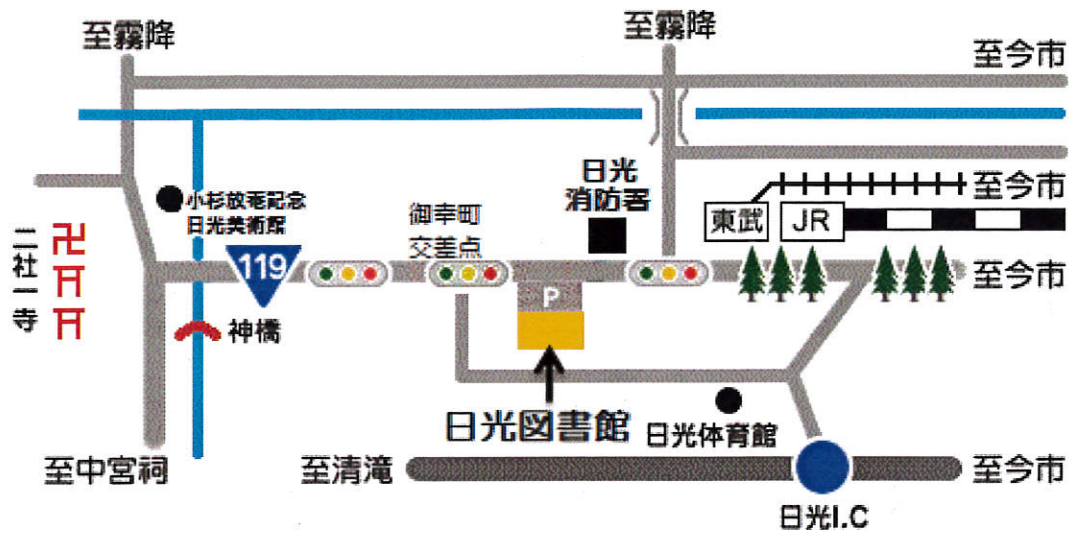 至霧降
至霧降
至今市
小杉放菴記念
日光美術館
御幸町
交差点
日光
消防署
東武
JR
至今市
二社一寺
119
P
至今市
神橋
日光図書館
日光体育館
至中宮祠
至清滝
至今市
日光I.C